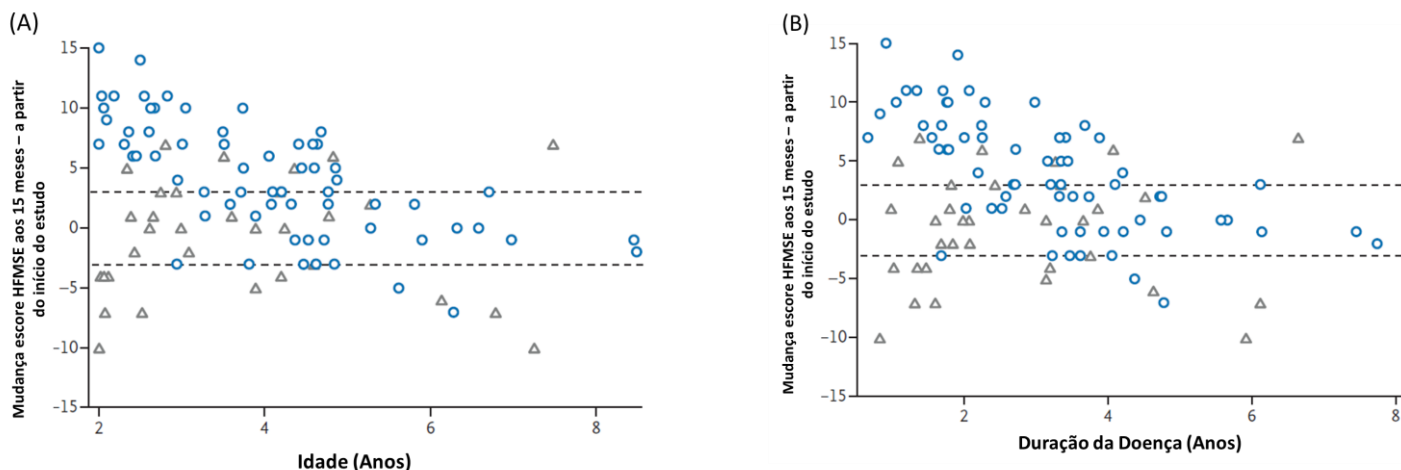 (A)
Mudança escore HFMSE aos 15 meses – a partir
do início do estudo
15
10
5
0
−5
−10
−15
2
4
6
8
Idade (Anos)
(B)
Mudança escore HFMSE aos 15 meses – a partir
do início do estudo
15
10
5
0
−5
−10
−15
2
4
6
8
Duração da Doença (Anos)